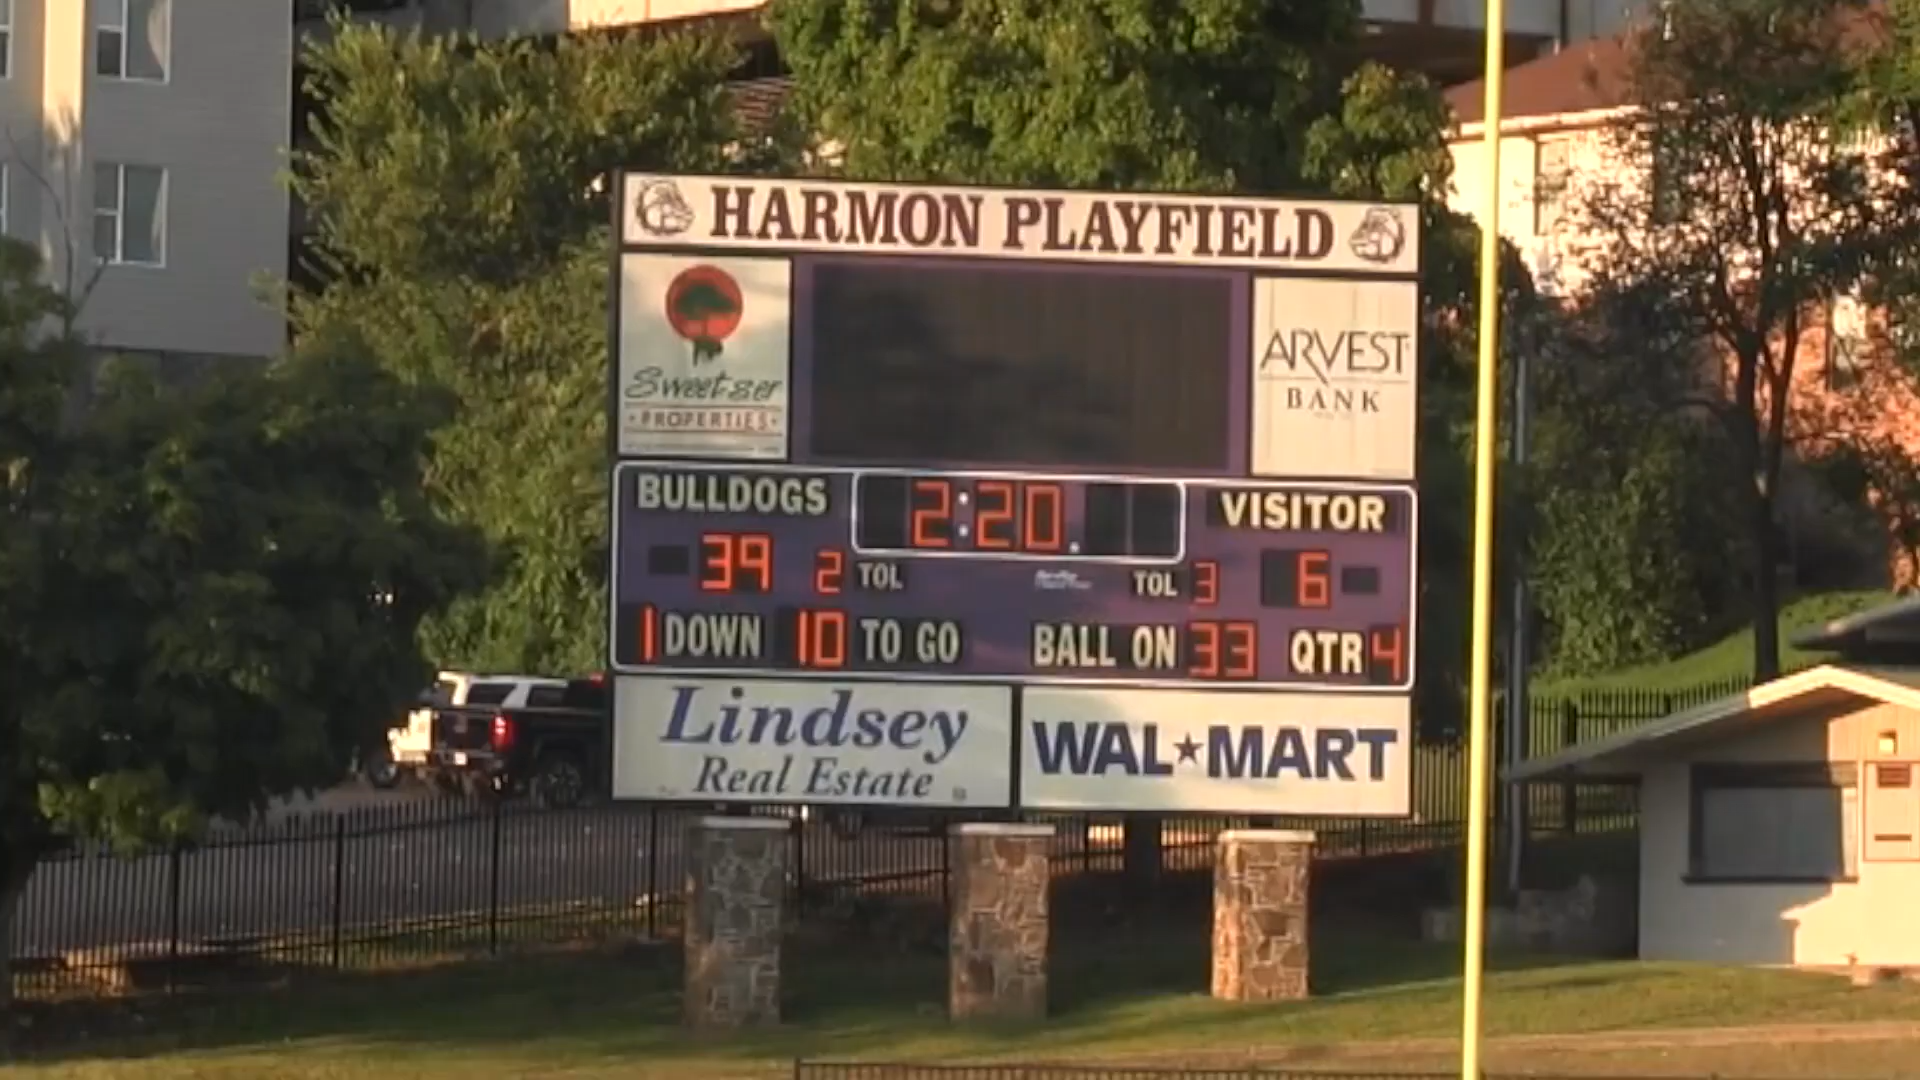 HARMON PLAYFIELD
Sweetser
• PROPERTIES •
ARVEST
BANK
BULLDOGS
2:20.
VISITOR
39 2 TOL
TOL 3 6
1 DOWN 10 TO GO
BALL ON 33 QTR 4
Lindsey
Real Estate
WAL★MART